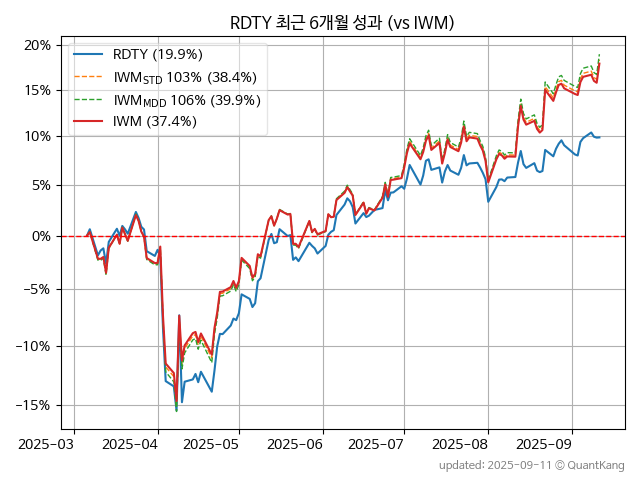 RDTY 최근 6개월 성과 (vs IWM)
20%
15%
10%
5%
0%
−5%
−10%
−15%
RDTY (19.9%)
IWM_STD 103% (38.4%)
IWM_MDD 106% (39.9%)
IWM (37.4%)
2025-03 2025-04 2025-05 2025-06 2025-07 2025-08 2025-09
updated: 2025-09-11 © QuantKang